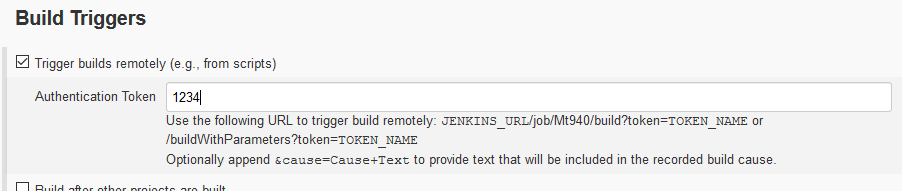 Build Triggers
Trigger builds remotely (e.g., from scripts)
Authentication Token 1234
Use the following URL to trigger build remotely: JENKINS_URL/job/Mt940/build?token=TOKEN_NAME or
/buildWithParameters?token=TOKEN_NAME
Optionally append &cause=Cause+Text to provide text that will be included in the recorded build cause.
Build after other projects are built